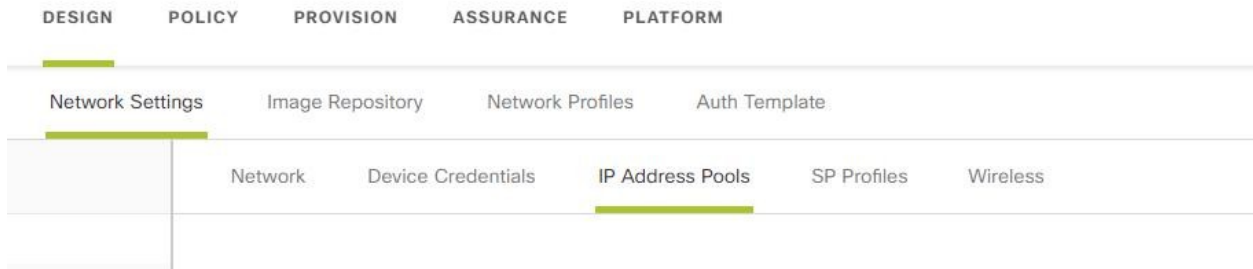 DESIGN POLICY PROVISION ASSURANCE PLATFORM
Network Settings Image Repository Network Profiles Auth Template
Network Device Credentials IP Address Pools SP Profiles Wireless